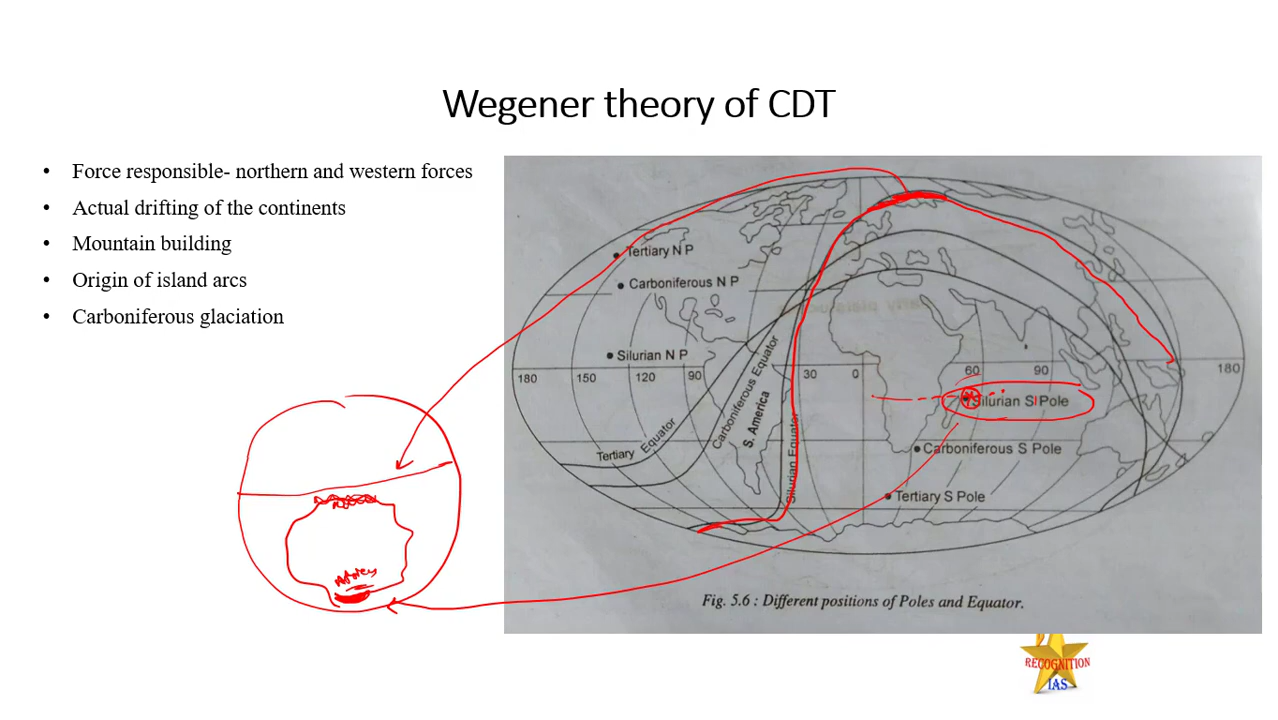 Wegener theory of CDT
• Force responsible- northern and western forces
• Actual drifting of the continents
• Mountain building
• Origin of island arcs
• Carboniferous glaciation
Tertiary N P
Carboniferous N P
Silurian N P
180 150 120 90 30 0 60 90 180
Silurian S Pole
Carboniferous S Pole
Tertiary S Pole
Tertiary Equator
Carboniferous Equator
S. America
Silurian Equator
Fig. 5.6 : Different positions of Poles and Equator.
RECOGNITION
IAS